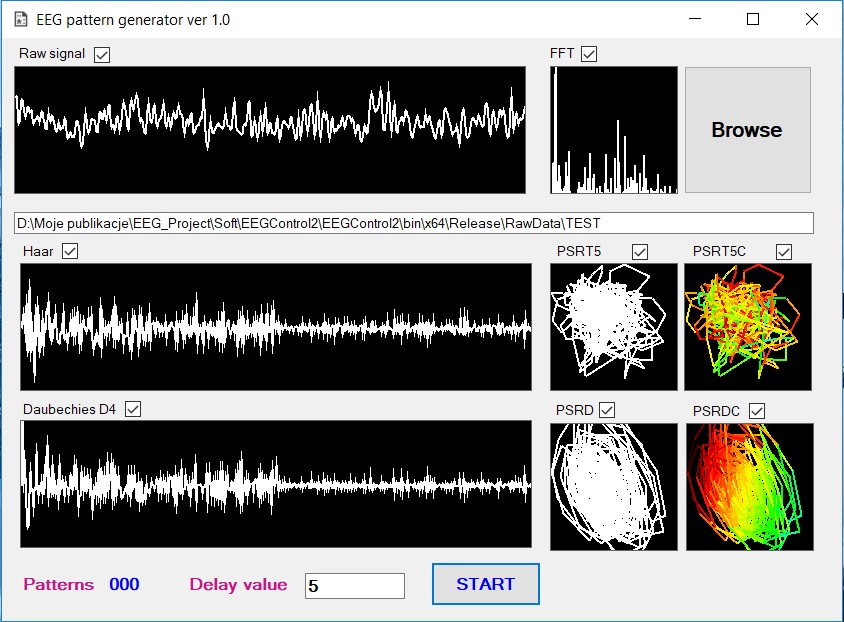 EEG pattern generator ver 1.0
Raw signal
FFT
Browse
D:\Moje publikacje\EEG_Project\Soft\EEGControl2\EEGControl2\bin\x64\Release\RawData\TEST
Haar
PSRT5
PSRT5C
Daubechies D4
PSRD
PSRDC
Patterns 000
Delay value 5
START